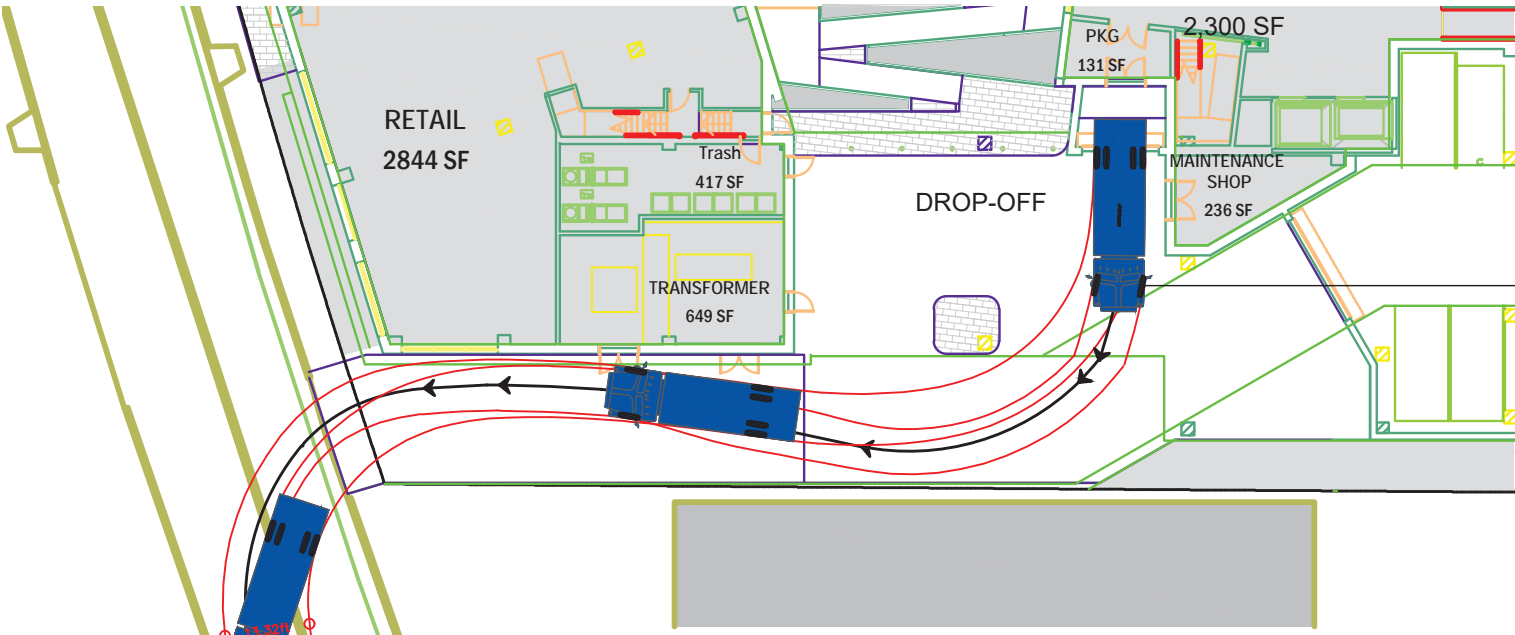 2,300 SF
PKG
131 SF
RETAIL
2844 SF
Trash
417 SF
MAINTENANCE
SHOP
236 SF
DROP-OFF
TRANSFORMER
649 SF